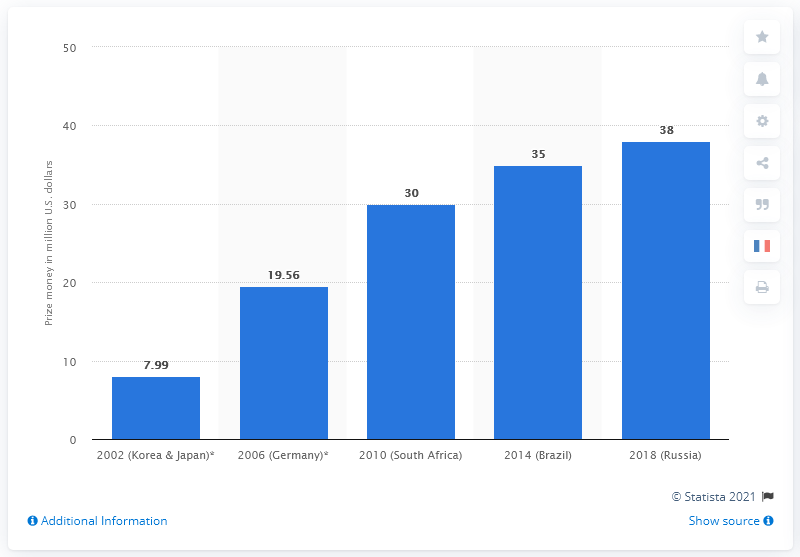 50
40
30
20
10
0
Prize money in million U.S. dollars
7.99
19.56
30
35
38
2002 (Korea & Japan)*
2006 (Germany)*
2010 (South Africa)
2014 (Brazil)
2018 (Russia)
© Statista 2021
Additional Information
Show source